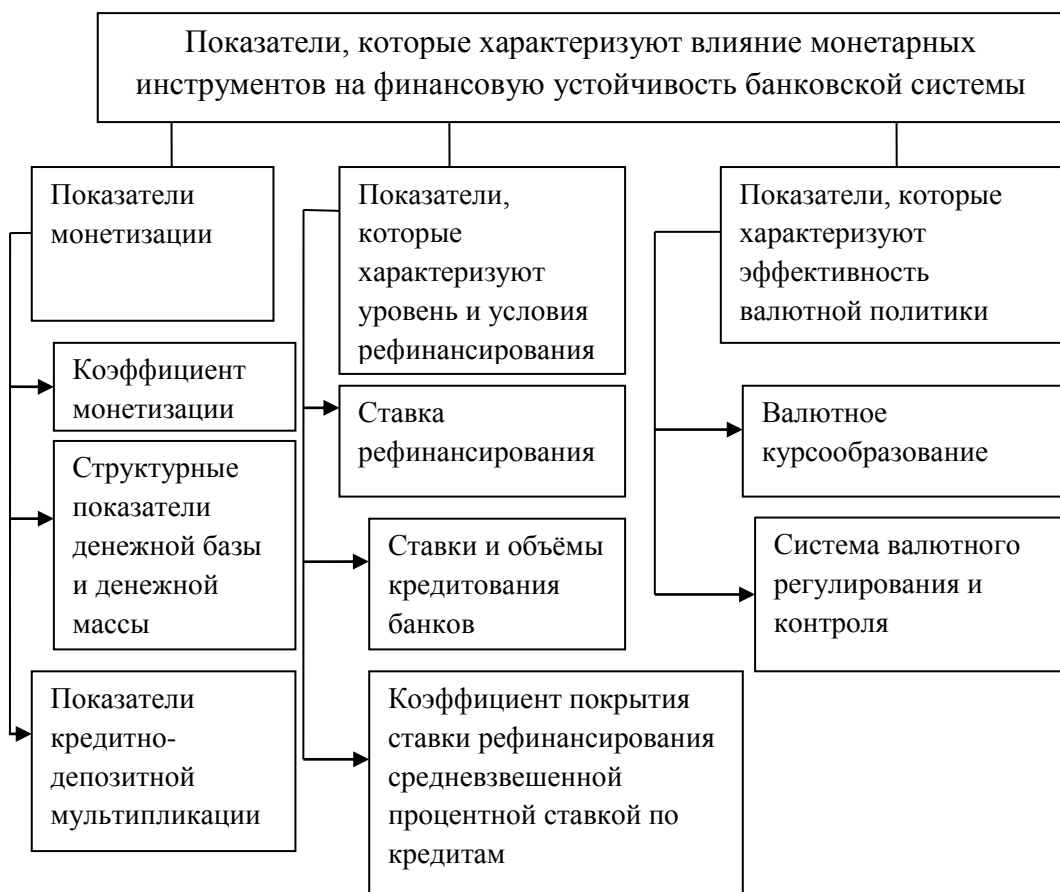 Показатели, которые характеризуют влияние монетарных
инструментов на финансовую устойчивость банковской системы
Показатели
монетизации
Коэффициент
монетизации
Структурные
показатели
денежной базы
и денежной
массы
Показатели
кредитно-
депозитной
мультипликации
Показатели,
которые
характеризуют
уровень и условия
рефинансирования
Ставка
рефинансирования
Ставки и объёмы
кредитования
банков
Коэффициент покрытия
ставки рефинансирования
средневзвешенной
процентной ставкой по
кредитам
Показатели, которые
характеризуют
эффективность
валютной политики
Валютное
курсообразование
Система валютного
регулирования и
контроля